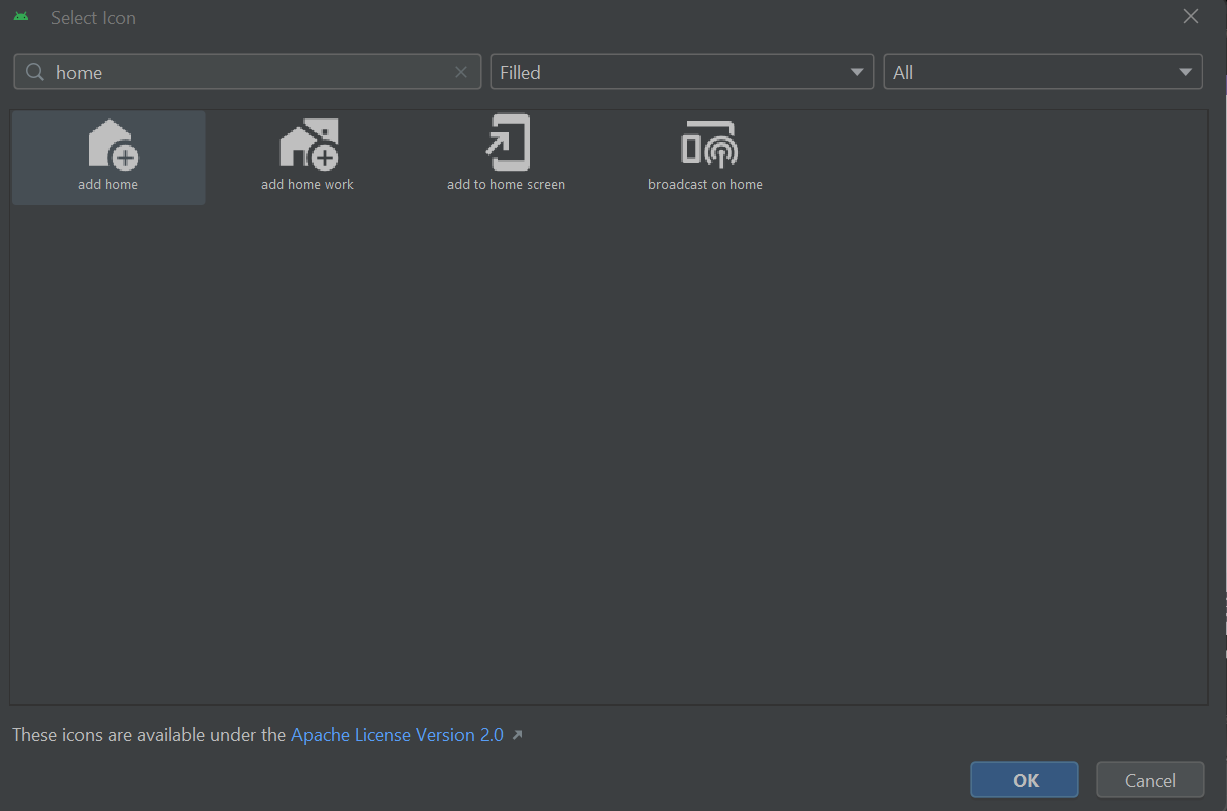 Select Icon
home
Filled
All
add home
add home work
add to home screen
broadcast on home
These icons are available under the Apache License Version 2.0
OK
Cancel